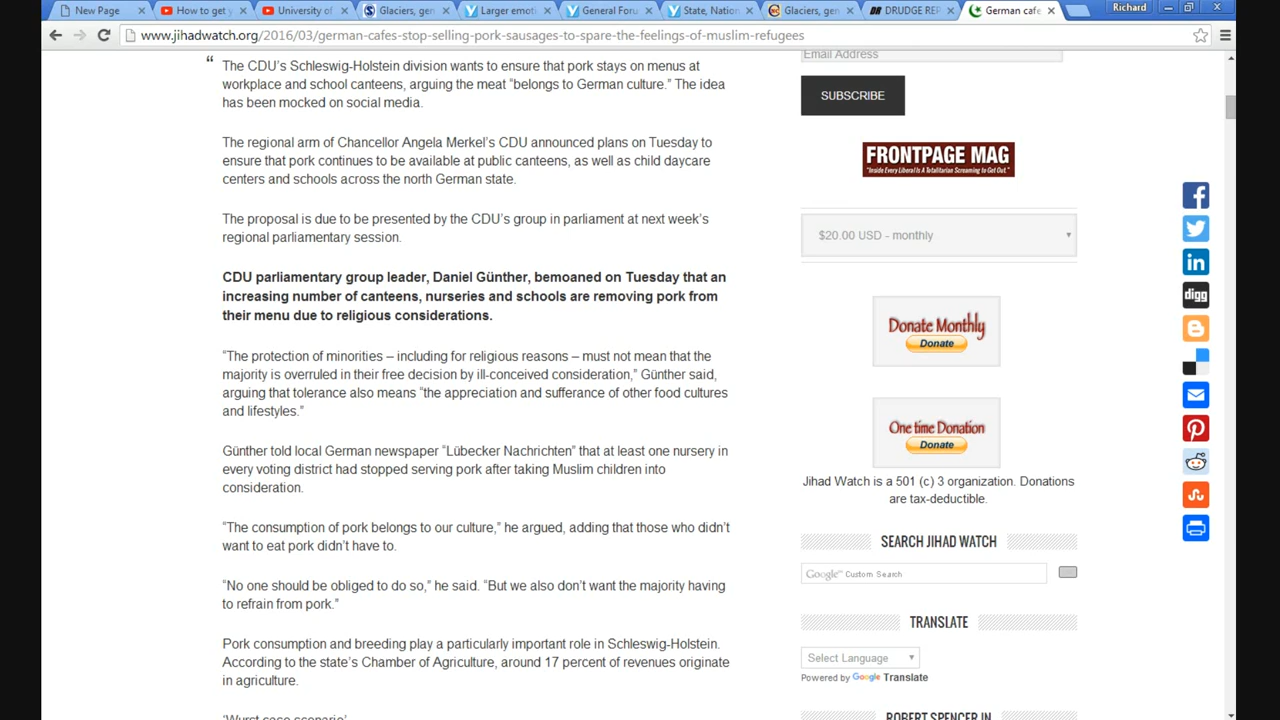 New Page
How to get y
University of
Glaciers, gen
Larger emoti
General Foru
State, Nation
Glaciers, gen
DRUDGE REP
German cafe
Richard
www.jihadwatch.org/2016/03/german-cafes-stop-selling-pork-sausages-to-spare-the-feelings-of-muslim-refugees
“
The CDU’s Schleswig-Holstein division wants to ensure that pork stays on menus at
workplace and school canteens, arguing the meat “belongs to German culture.” The idea
has been mocked on social media.
The regional arm of Chancellor Angela Merkel’s CDU announced plans on Tuesday to
ensure that pork continues to be available at public canteens, as well as child daycare
centers and schools across the north German state.
The proposal is due to be presented by the CDU’s group in parliament at next week’s
regional parliamentary session.
CDU parliamentary group leader, Daniel Günther, bemoaned on Tuesday that an
increasing number of canteens, nurseries and schools are removing pork from
their menu due to religious considerations.
“The protection of minorities – including for religious reasons – must not mean that the
majority is overruled in their free decision by ill-conceived consideration,” Günther said,
arguing that tolerance also means “the appreciation and sufferance of other food cultures
and lifestyles.”
Günther told local German newspaper “Lübecker Nachrichten” that at least one nursery in
every voting district had stopped serving pork after taking Muslim children into
consideration.
“The consumption of pork belongs to our culture,” he argued, adding that those who didn’t
want to eat pork didn’t have to.
“No one should be obliged to do so,” he said. “But we also don’t want the majority having
to refrain from pork.”
Pork consumption and breeding play a particularly important role in Schleswig-Holstein.
According to the state’s Chamber of Agriculture, around 17 percent of revenues originate
in agriculture.
‘Wurst case scenario’
Email Address
SUBSCRIBE
FRONTPAGE MAG
"Inside Every Liberal Is A Totalitarian Screaming to Get Out."
$20.00 USD - monthly
Donate Monthly
Donate
One time Donation
Donate
Jihad Watch is a 501 (c) 3 organization. Donations
are tax-deductible.
SEARCH JIHAD WATCH
Google™ Custom Search
TRANSLATE
Select Language
Powered by Google Translate
ROBERT SPENCER IN
digg